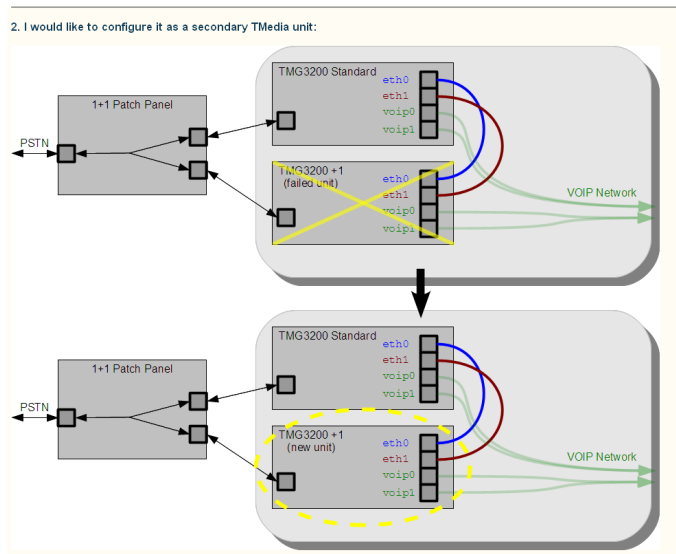 2. I would like to configure it as a secondary TMedia unit:
TMG3200 Standard
eth0
eth1
voip0
voip1
1+1 Patch Panel
PSTN
TMG3200 +1
(failed unit)
eth0
eth1
voip0
voip1
VOIP Network
TMG3200 Standard
eth0
eth1
voip0
voip1
1+1 Patch Panel
PSTN
TMG3200 +1
(new unit)
eth0
eth1
voip0
voip1
VOIP Network